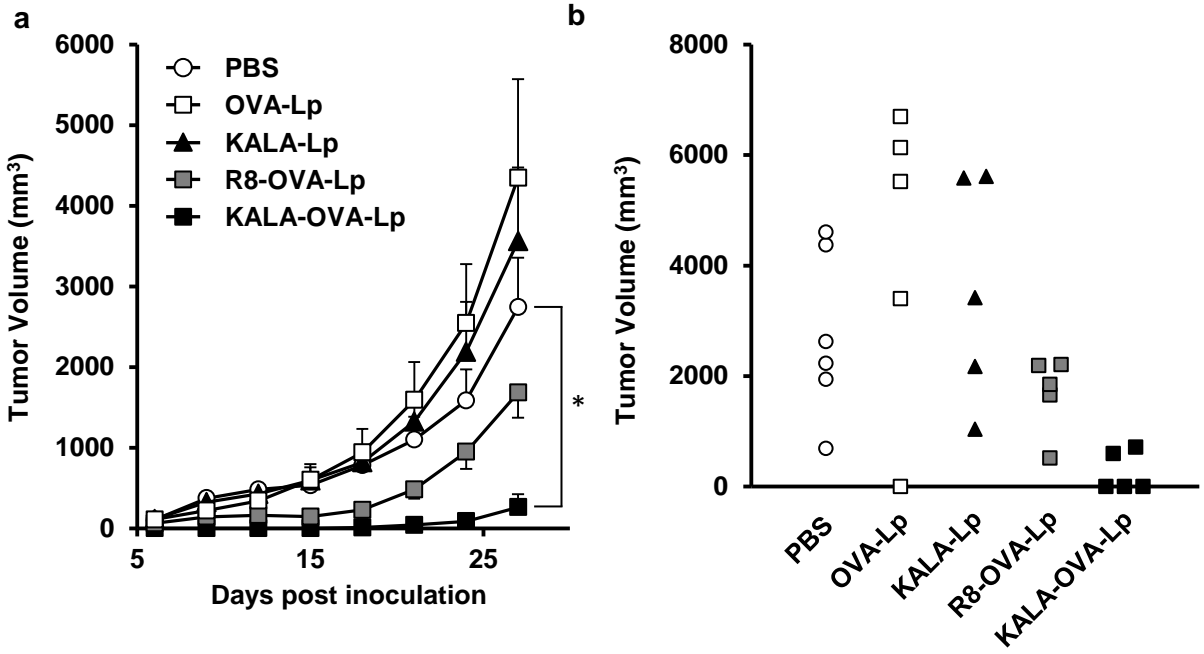 a
6000
5000
4000
3000
2000
1000
0
Tumor Volume (mm³)
PBS
OVA-Lp
KALA-Lp
R8-OVA-Lp
KALA-OVA-Lp
*
5
15
25
Days post inoculation
b
8000
6000
4000
2000
0
Tumor Volume (mm³)
PBS
OVA-Lp
KALA-Lp
R8-OVA-Lp
KALA-OVA-Lp